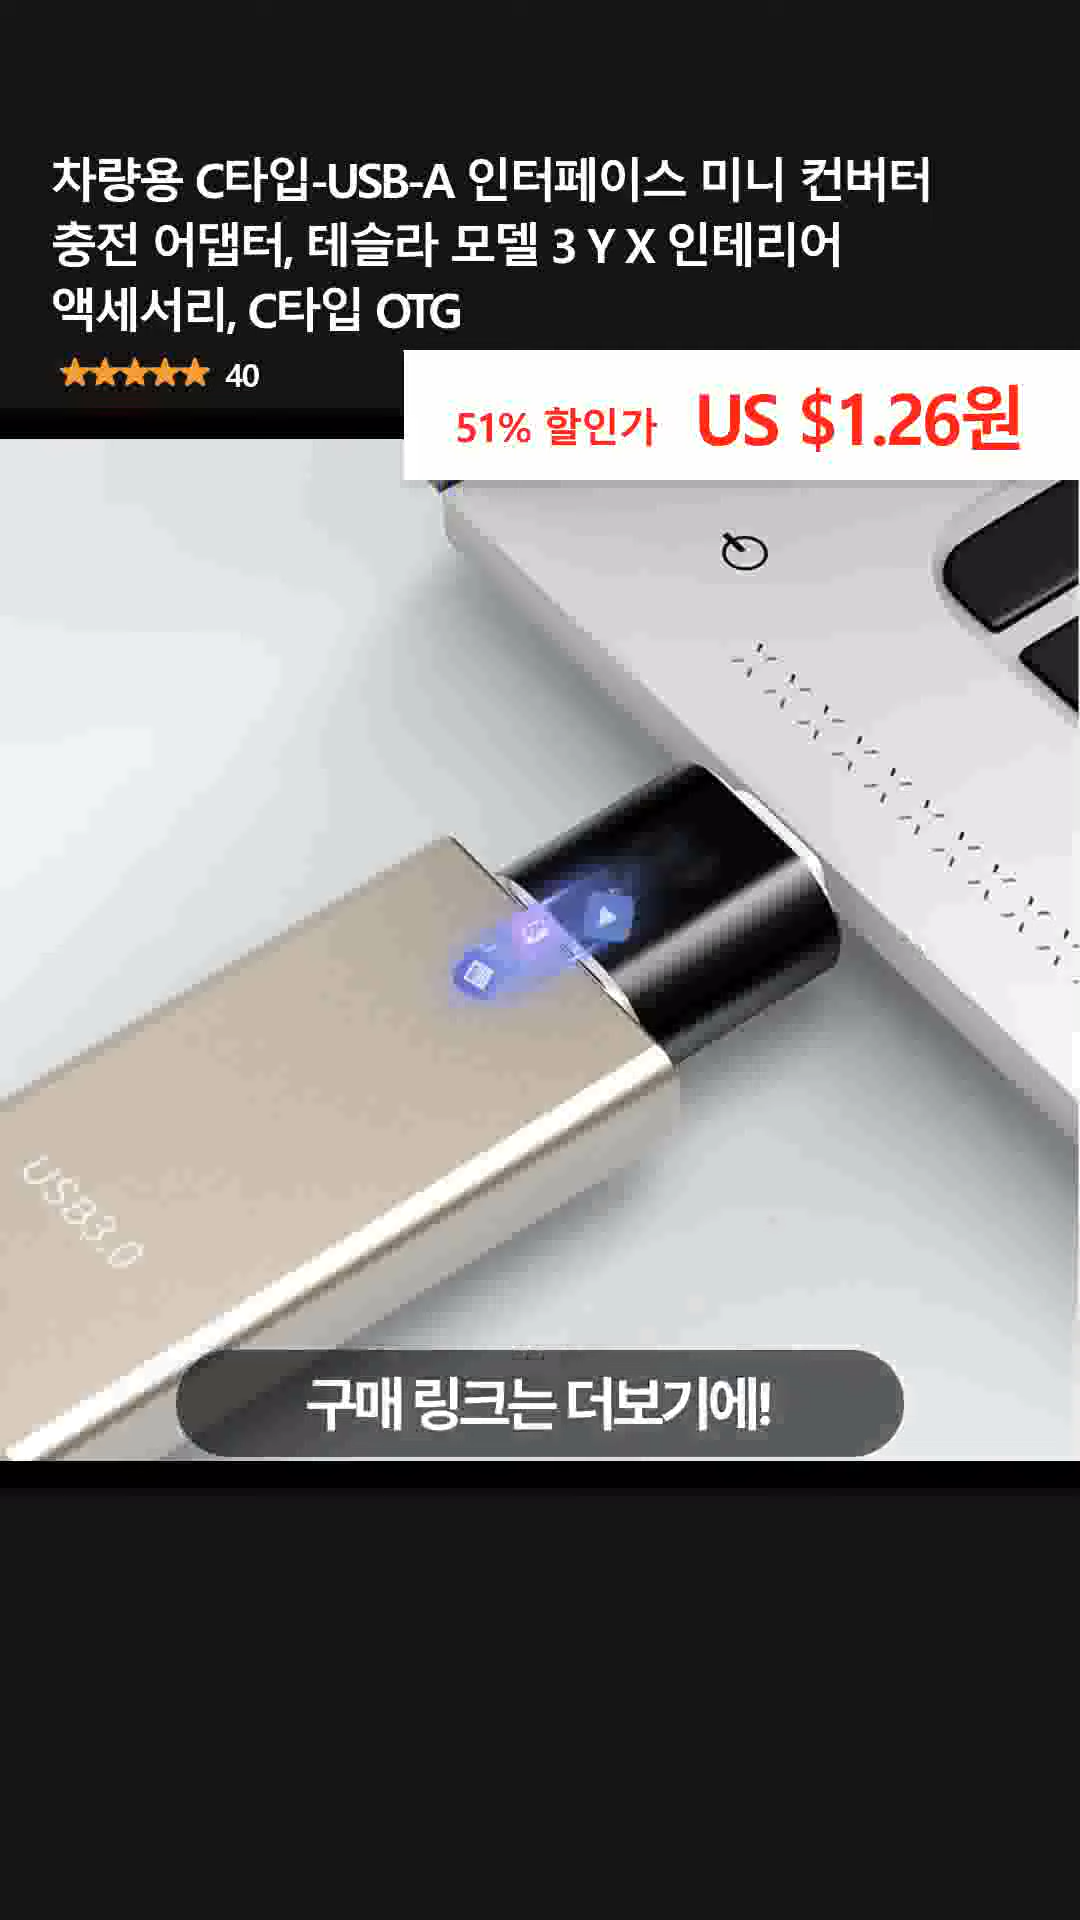 차량용 C타입-USB-A 인터페이스 미니 컨버터
충전 어댑터, 테슬라 모델 3 Y X 인테리어
액세서리, C타입 OTG
40
51% 할인가 US $1.26원
USB3.0
구매 링크는 더보기에!